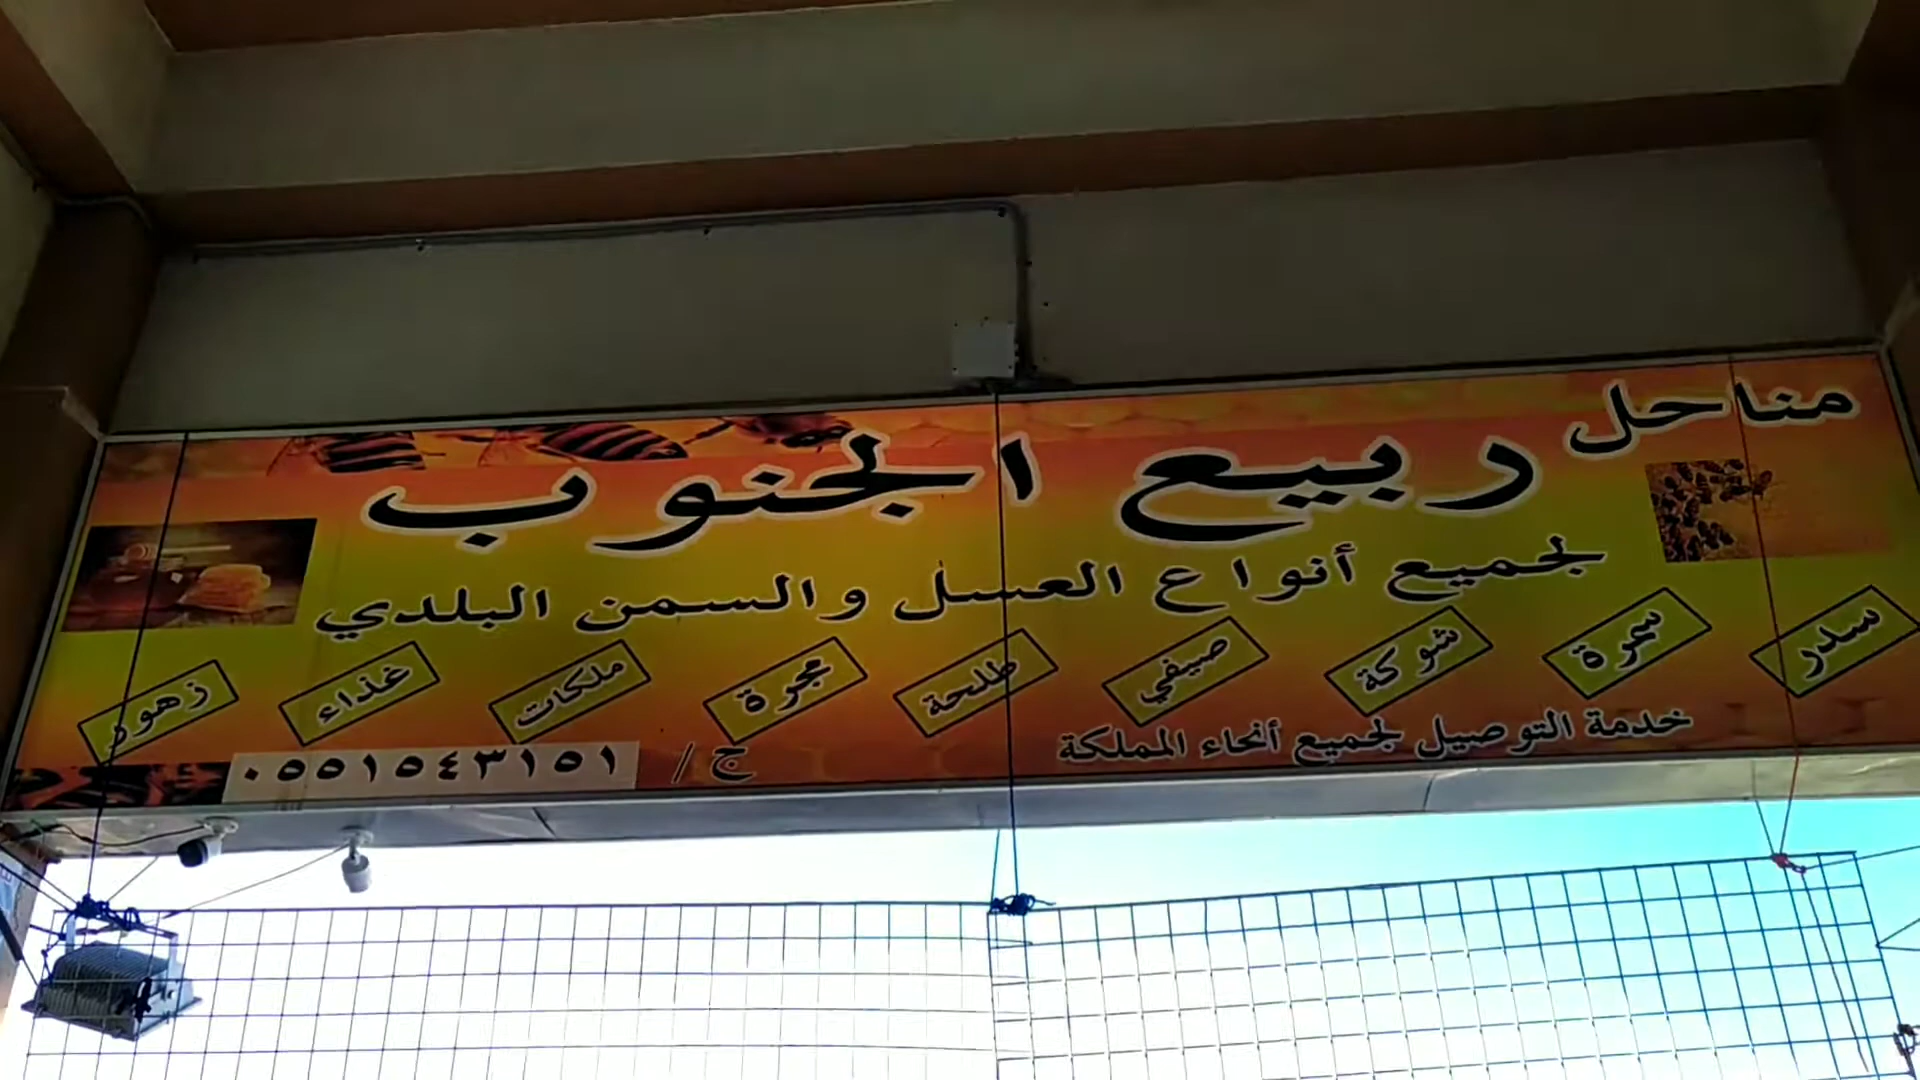 مناحل
ربيع الجنوب
لجميع أنواع العسل والسمن البلدي
سدر سمرة شوكة صيفي طلحة مجرة ملكات غذاء زهور
خدمة التوصيل لجميع أنحاء المملكة
ج / ٠٥٥١٥٤٣١٥١